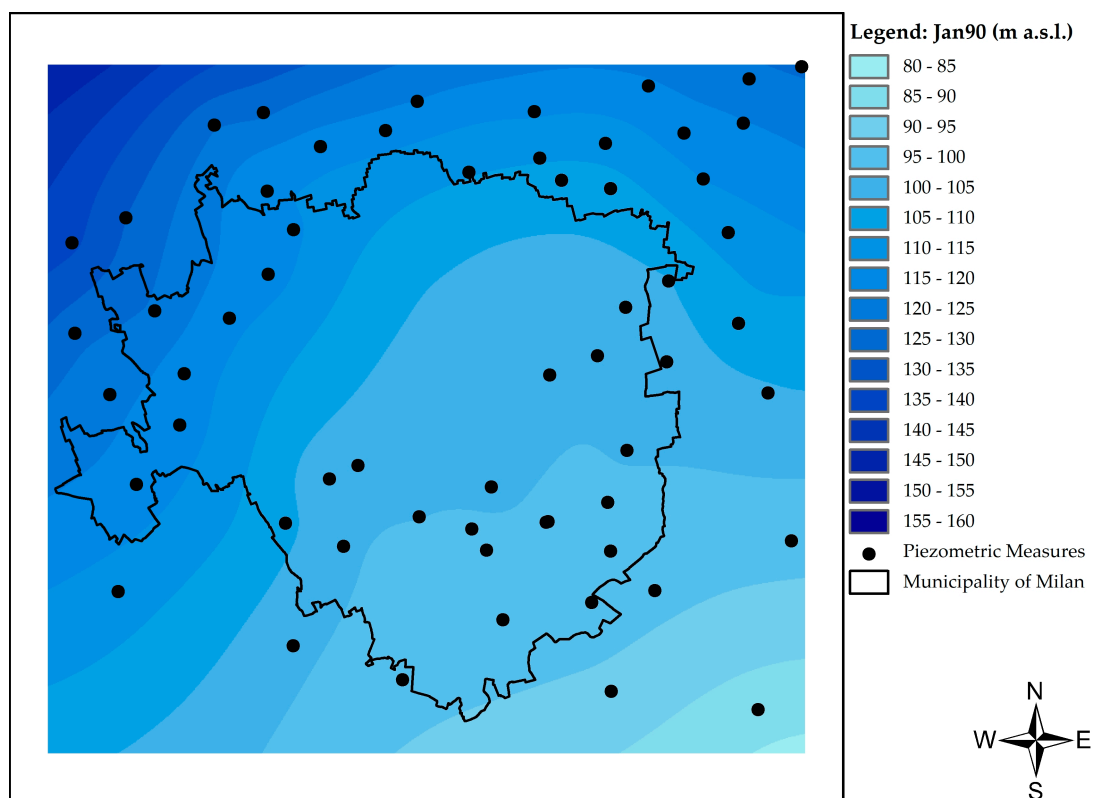 Legend: Jan90 (m a.s.l.)
80 - 85
85 - 90
90 - 95
95 - 100
100 - 105
105 - 110
110 - 115
115 - 120
120 - 125
125 - 130
130 - 135
135 - 140
140 - 145
145 - 150
150 - 155
155 - 160
Piezometric Measures
Municipality of Milan
N
W E
S